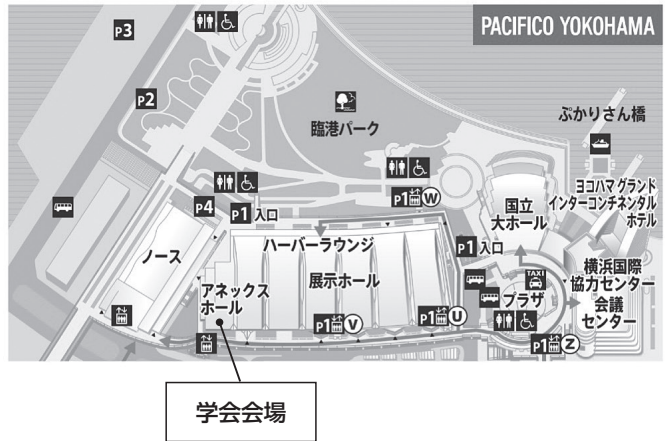 PACIFICO YOKOHAMA
P3
P2
臨港パーク
ぷかりさん橋
P4
P1 入口
P1 W
国立
大ホール
ヨコハマ グランド
インターコンチネンタル
ホテル
ノース
ハーバーラウンジ
P1 入口
アネックス
ホール
展示ホール
TAXI
プラザ
横浜国際
協力センター
会議
センター
P1 V
P1 U
P1 Z
学会会場